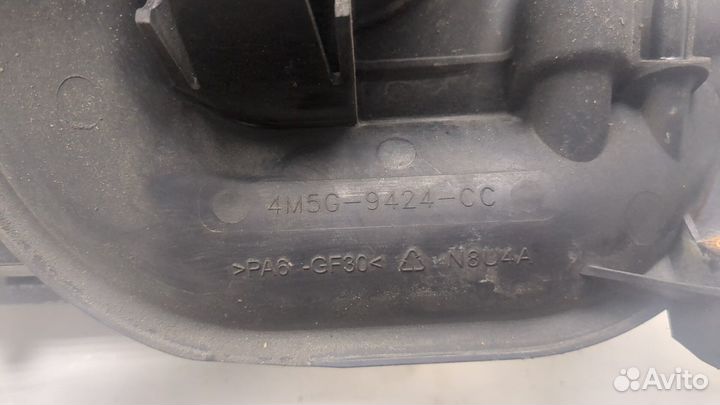 4M5G-9424-CC
>PA6 -GF30< N8U4A
Avito